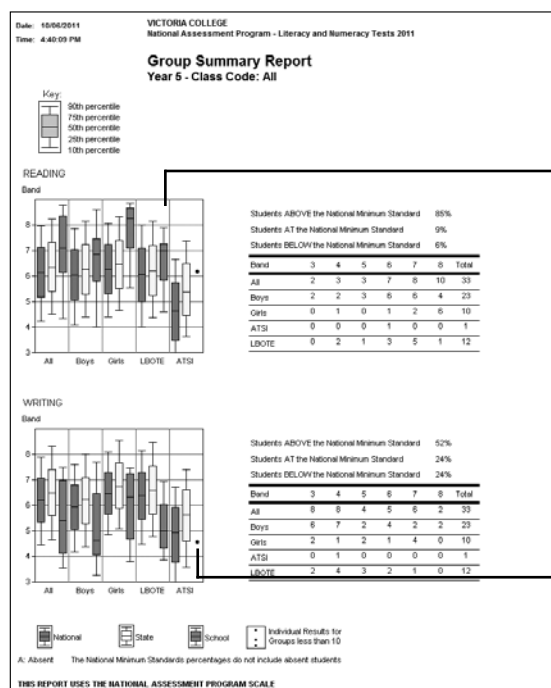 Date: 10/06/2011
Time: 4:40:09 PM
VICTORIA COLLEGE
National Assessment Program - Literacy and Numeracy Tests 2011
Group Summary Report
Year 5 - Class Code: All
Key:
90th percentile
75th percentile
50th percentile
25th percentile
10th percentile
READING
Band
8
7
6
5
4
3
All Boys Girls LBOTE ATSI
Students ABOVE the National Minimum Standard 85%
Students AT the National Minimum Standard 9%
Students BELOW the National Minimum Standard 6%
Band 3 4 5 6 7 8 Total
All 2 3 3 7 8 10 33
Boys 2 2 3 6 6 4 23
Girls 0 1 0 1 2 6 10
ATSI 0 0 0 1 0 0 1
LBOTE 0 2 1 3 5 1 12
WRITING
Band
8
7
6
5
4
3
All Boys Girls LBOTE ATSI
Students ABOVE the National Minimum Standard 52%
Students AT the National Minimum Standard 24%
Students BELOW the National Minimum Standard 24%
Band 3 4 5 6 7 8 Total
All 8 8 4 5 6 2 33
Boys 6 7 2 4 2 2 23
Girls 2 1 2 1 4 0 10
ATSI 0 1 0 0 0 0 1
LBOTE 2 4 3 2 1 0 12
National
State
School
Individual Results for
Groups less than 10
A: Absent The National Minimum Standards percentages do not include absent students
THIS REPORT USES THE NATIONAL ASSESSMENT PROGRAM SCALE